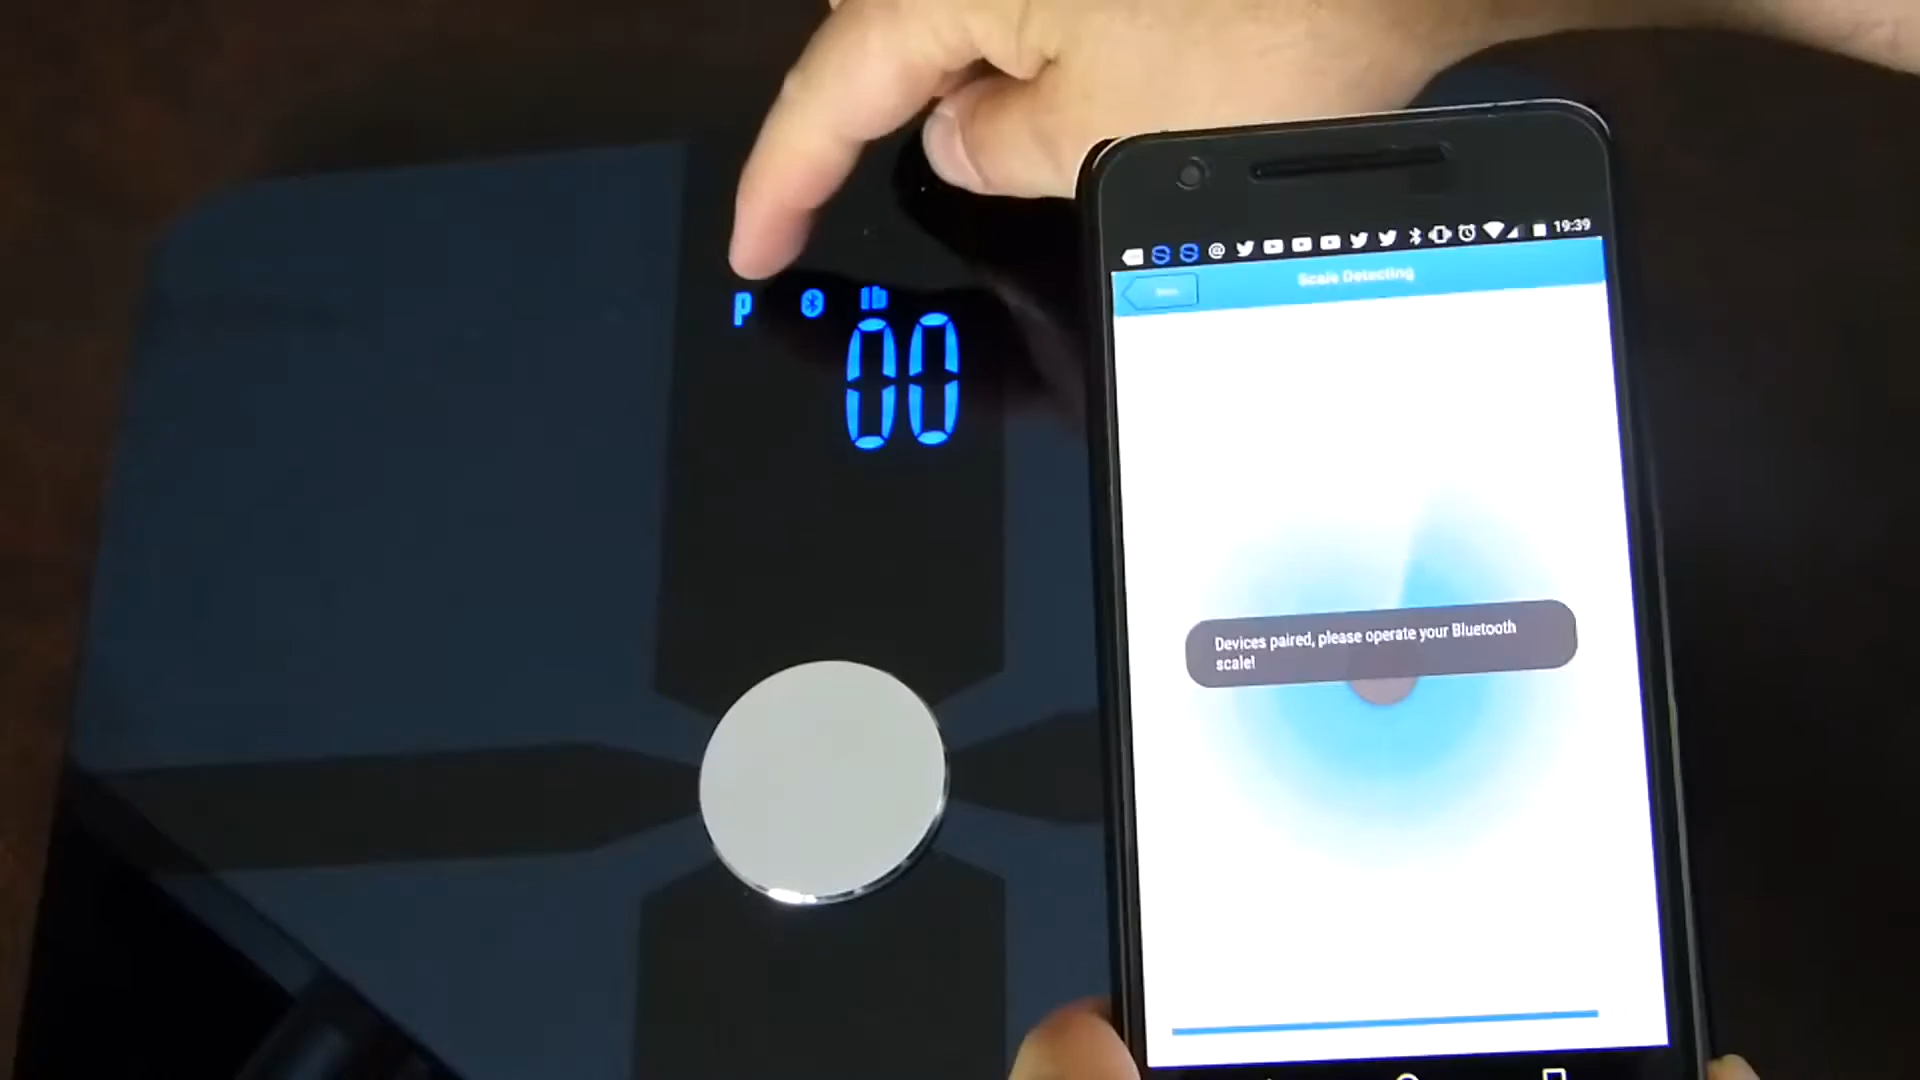 P lb
00
19:39
Scale Detecting
Devices paired, please operate your Bluetooth
scale!